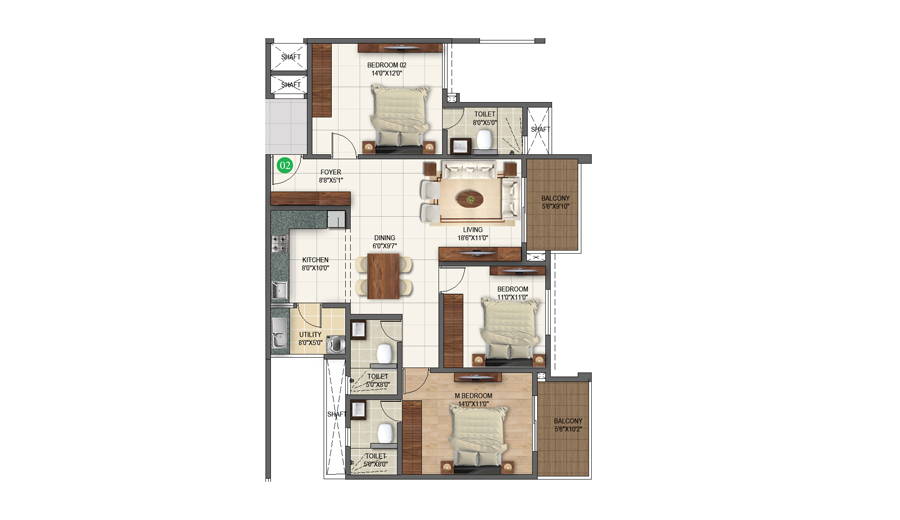 SHAFT
BEDROOM 02
14'0"X12'0"
SHAFT
TOILET
8'0"X5'0"
SHAFT
02
FOYER
8'8"X5'1"
BALCONY
5'6"X9'10"
LIVING
18'6"X11'0"
DINING
6'0"X9'7"
KITCHEN
8'0"X10'0"
BEDROOM
11'0"X11'0"
UTILITY
8'0"X5'0"
TOILET
5'0"X8'0"
M.BEDROOM
14'0"X11'0"
SHAFT
BALCONY
5'6"X10'2"
TOILET
5'0"X8'0"